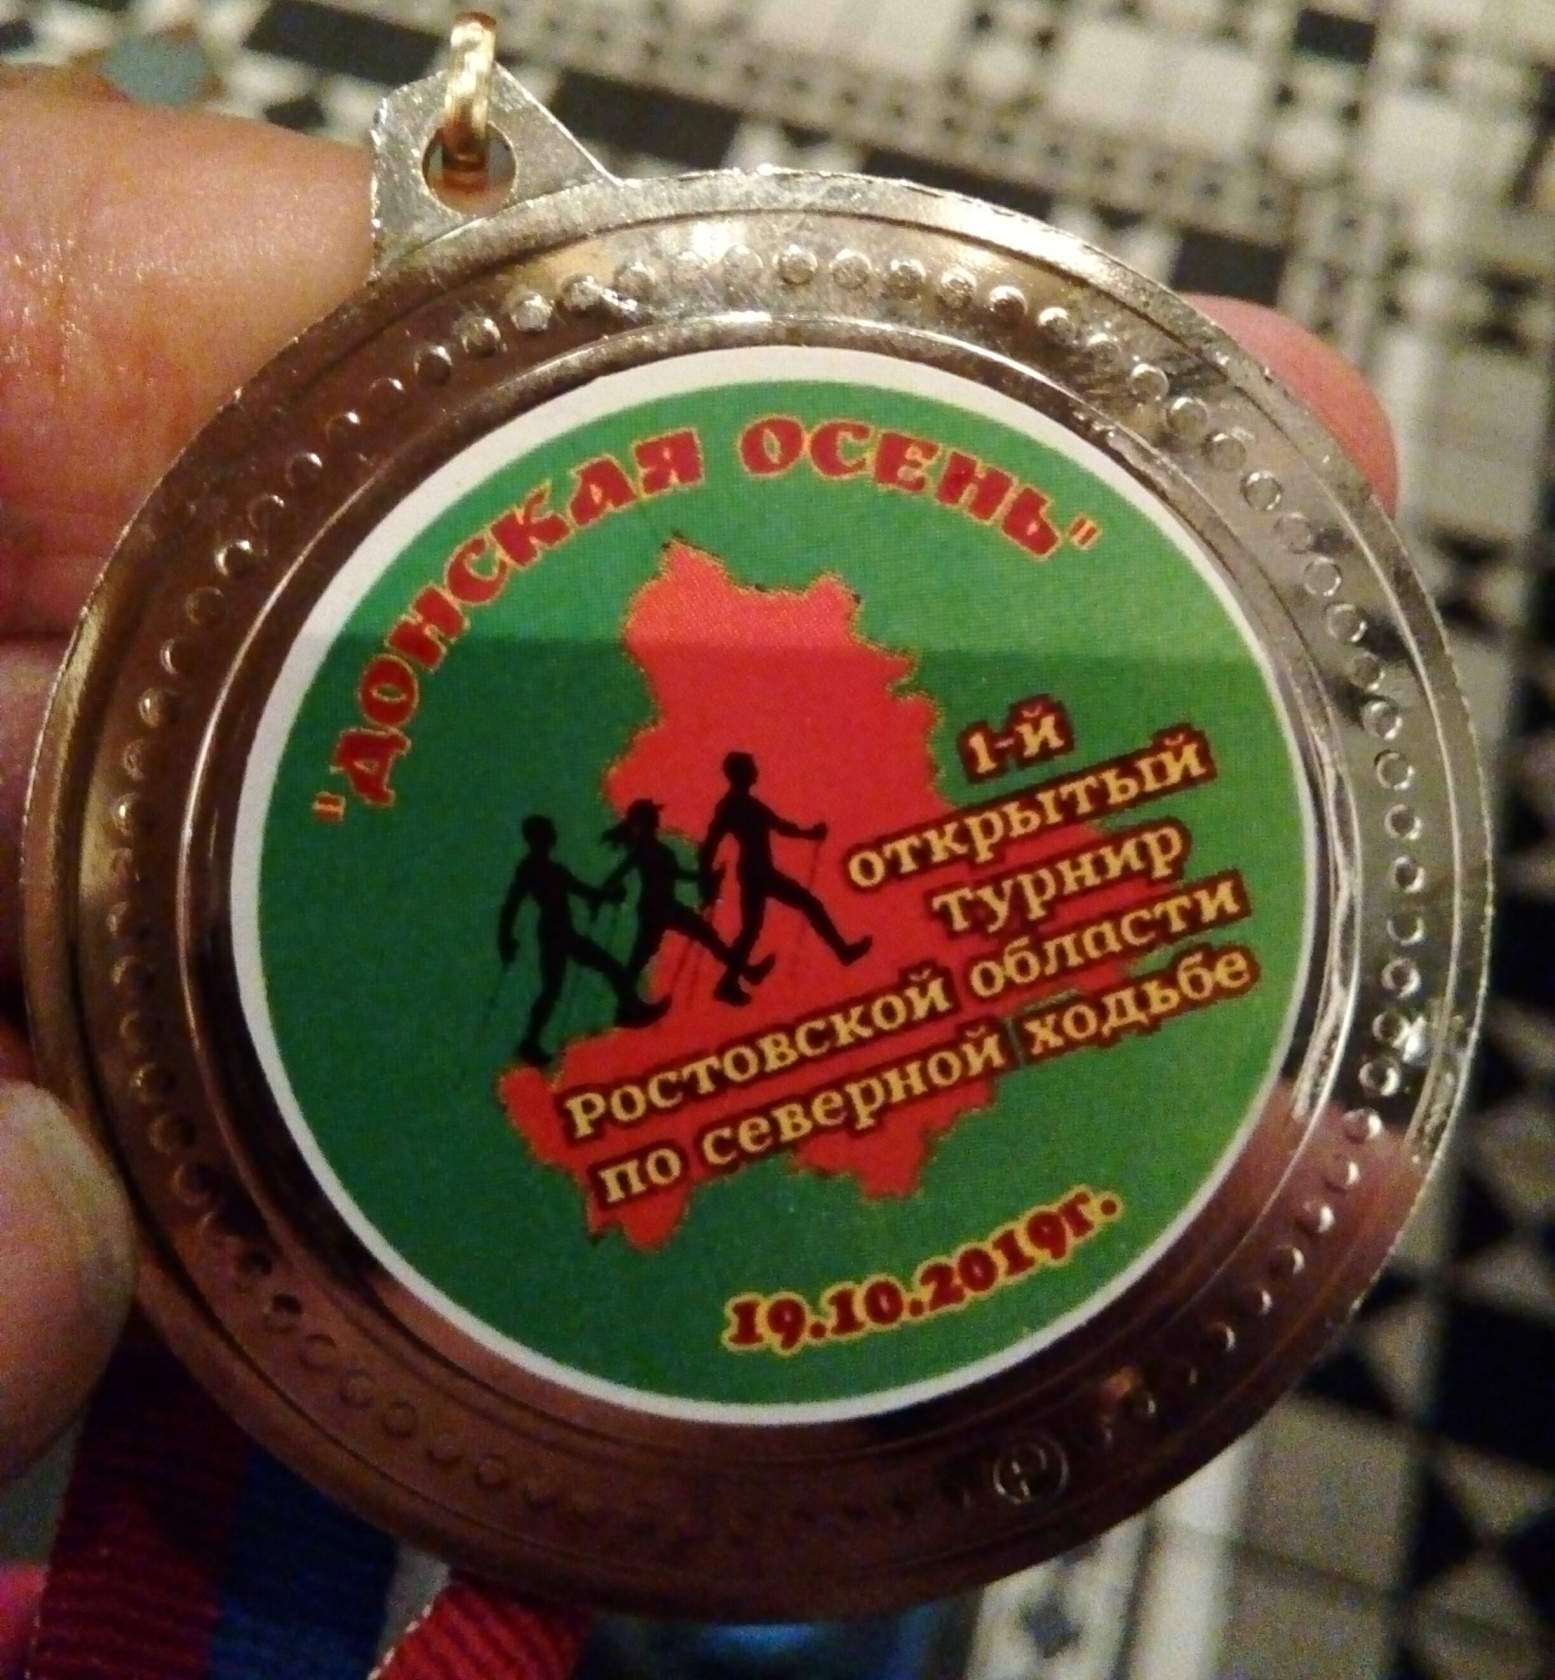 "ДОНСКАЯ ОСЕНЬ"
1-й
открытый
турнир
Ростовской области
по северной ходьбе
19.10.2019г.